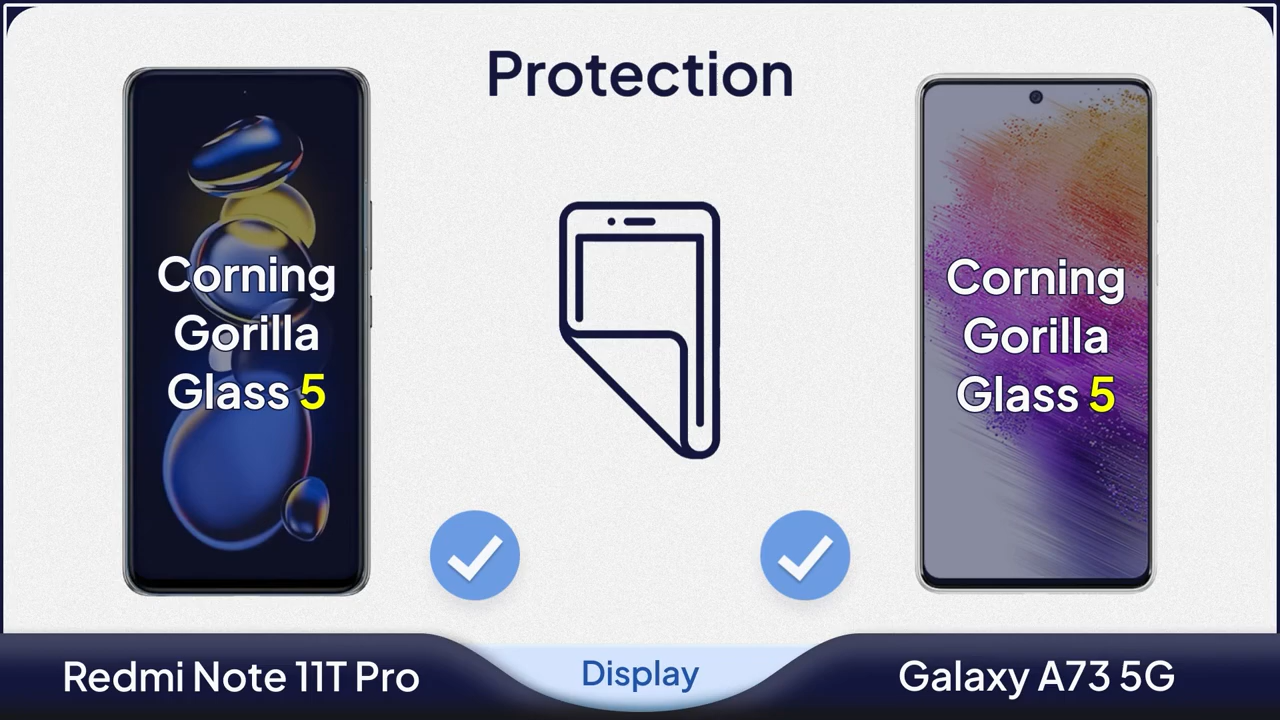 Protection
Corning
Gorilla
Glass 5
Corning
Gorilla
Glass 5
Redmi Note 11T Pro
Display
Galaxy A73 5G